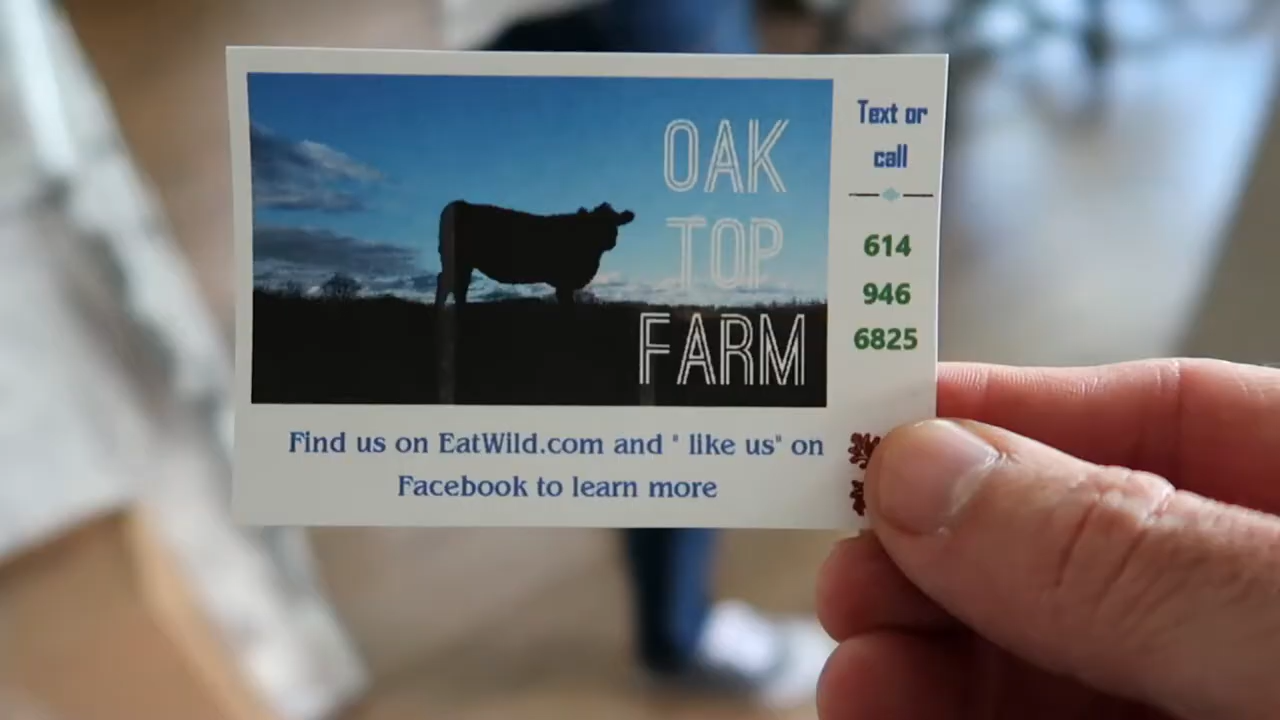 OAK
TOP
FARM
Text or
call
614
946
6825
Find us on EatWild.com and " like us" on
Facebook to learn more